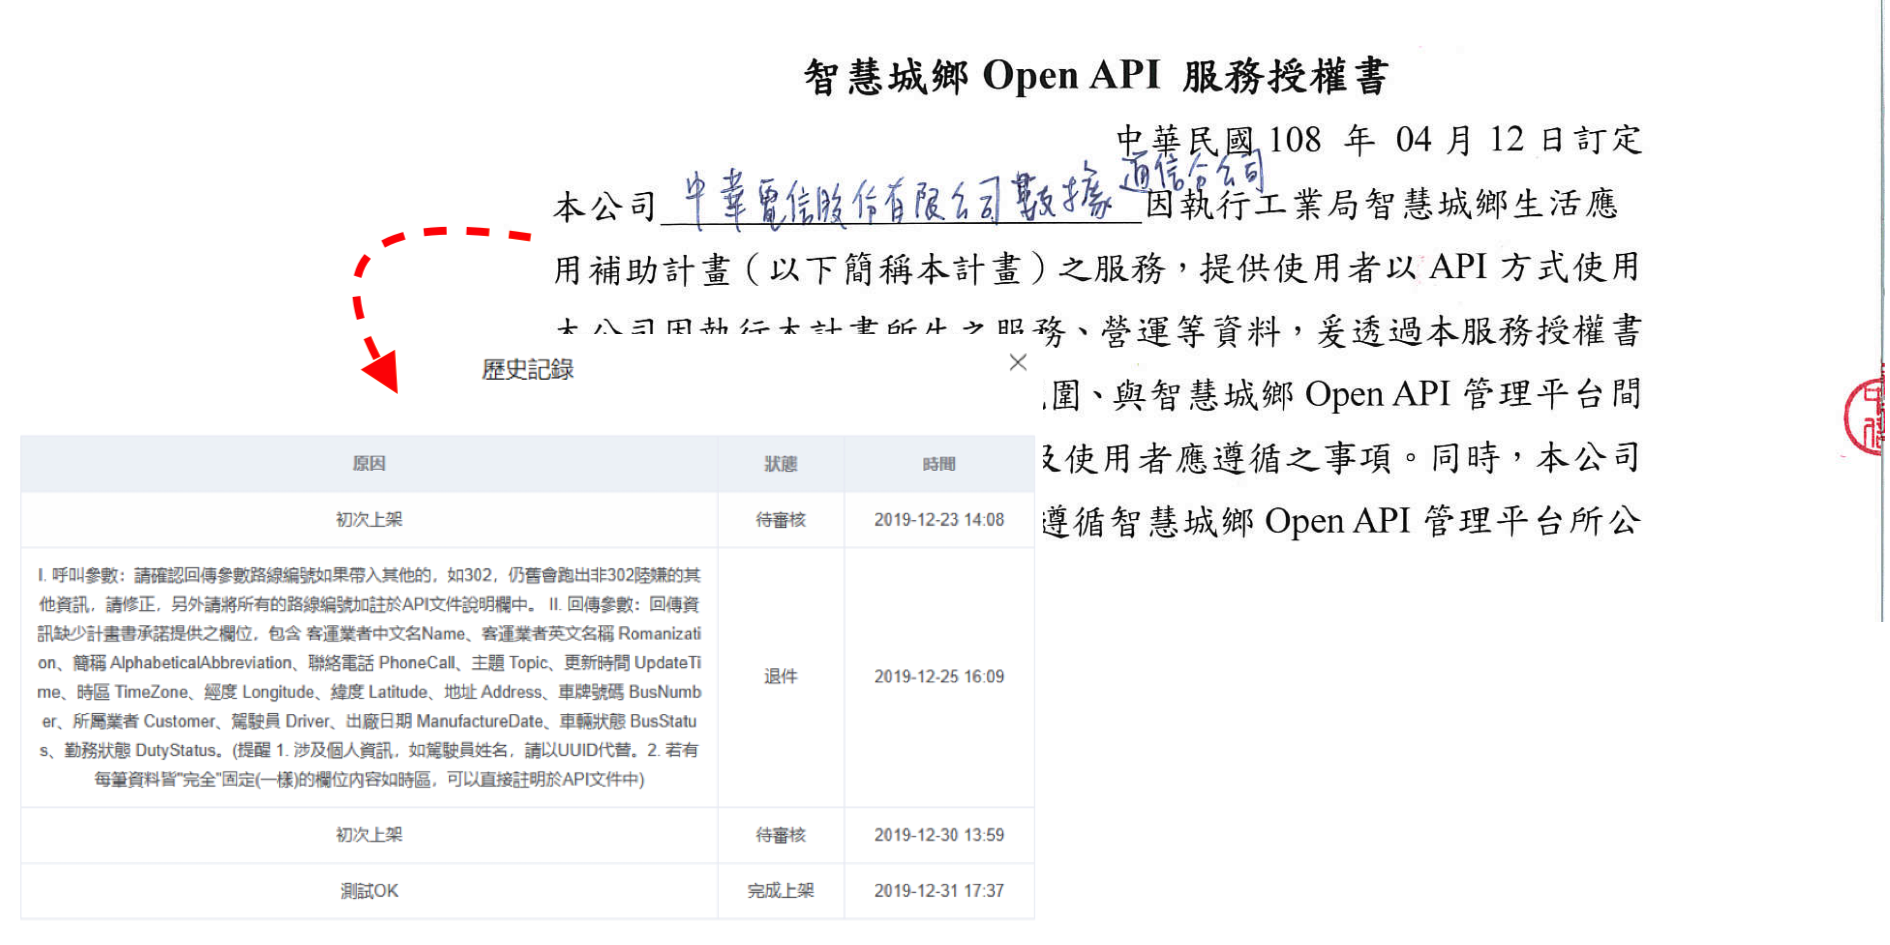 智慧城鄉 Open API 服務授權書
中華民國 108 年 04 月 12 日訂定
通信分公司
本公司 中華電信股份有限公司數據 因執行工業局智慧城鄉生活應
用補助計畫（以下簡稱本計畫）之服務，提供使用者以 API 方式使用
本公司因執行本計畫所生之服務、營運等資料，爰透過本服務授權書
圍、與智慧城鄉 Open API 管理平台間
及使用者應遵循之事項。同時，本公司
遵循智慧城鄉 Open API 管理平台所公
歷史記錄
原因 狀態 時間
初次上架 待審核 2019-12-23 14:08
I. 呼叫參數：請確認回傳參數路線編號如果帶入其他的，如302，仍舊會跑出非302陸嫌的其
他資訊，請修正，另外請將所有的路線編號加註於API文件說明欄中。 II. 回傳參數：回傳資
訊缺少計畫書承諾提供之欄位，包含 客運業者中文名Name、客運業者英文名稱 Romanizati
on、簡稱 AlphabeticalAbbreviation、聯絡電話 PhoneCall、主題 Topic、更新時間 UpdateTi
me、時區 TimeZone、經度 Longitude、緯度 Latitude、地址 Address、車牌號碼 BusNumb
er、所屬業者 Customer、駕駛員 Driver、出廠日期 ManufactureDate、車輛狀態 BusStatu
s、勤務狀態 DutyStatus。(提醒 1. 涉及個人資訊，如駕駛員姓名，請以UUID代替。2. 若有
每筆資料皆"完全"固定(一樣)的欄位內容如時區，可以直接註明於API文件中)
退件 2019-12-25 16:09
初次上架 待審核 2019-12-30 13:59
測試OK 完成上架 2019-12-31 17:37